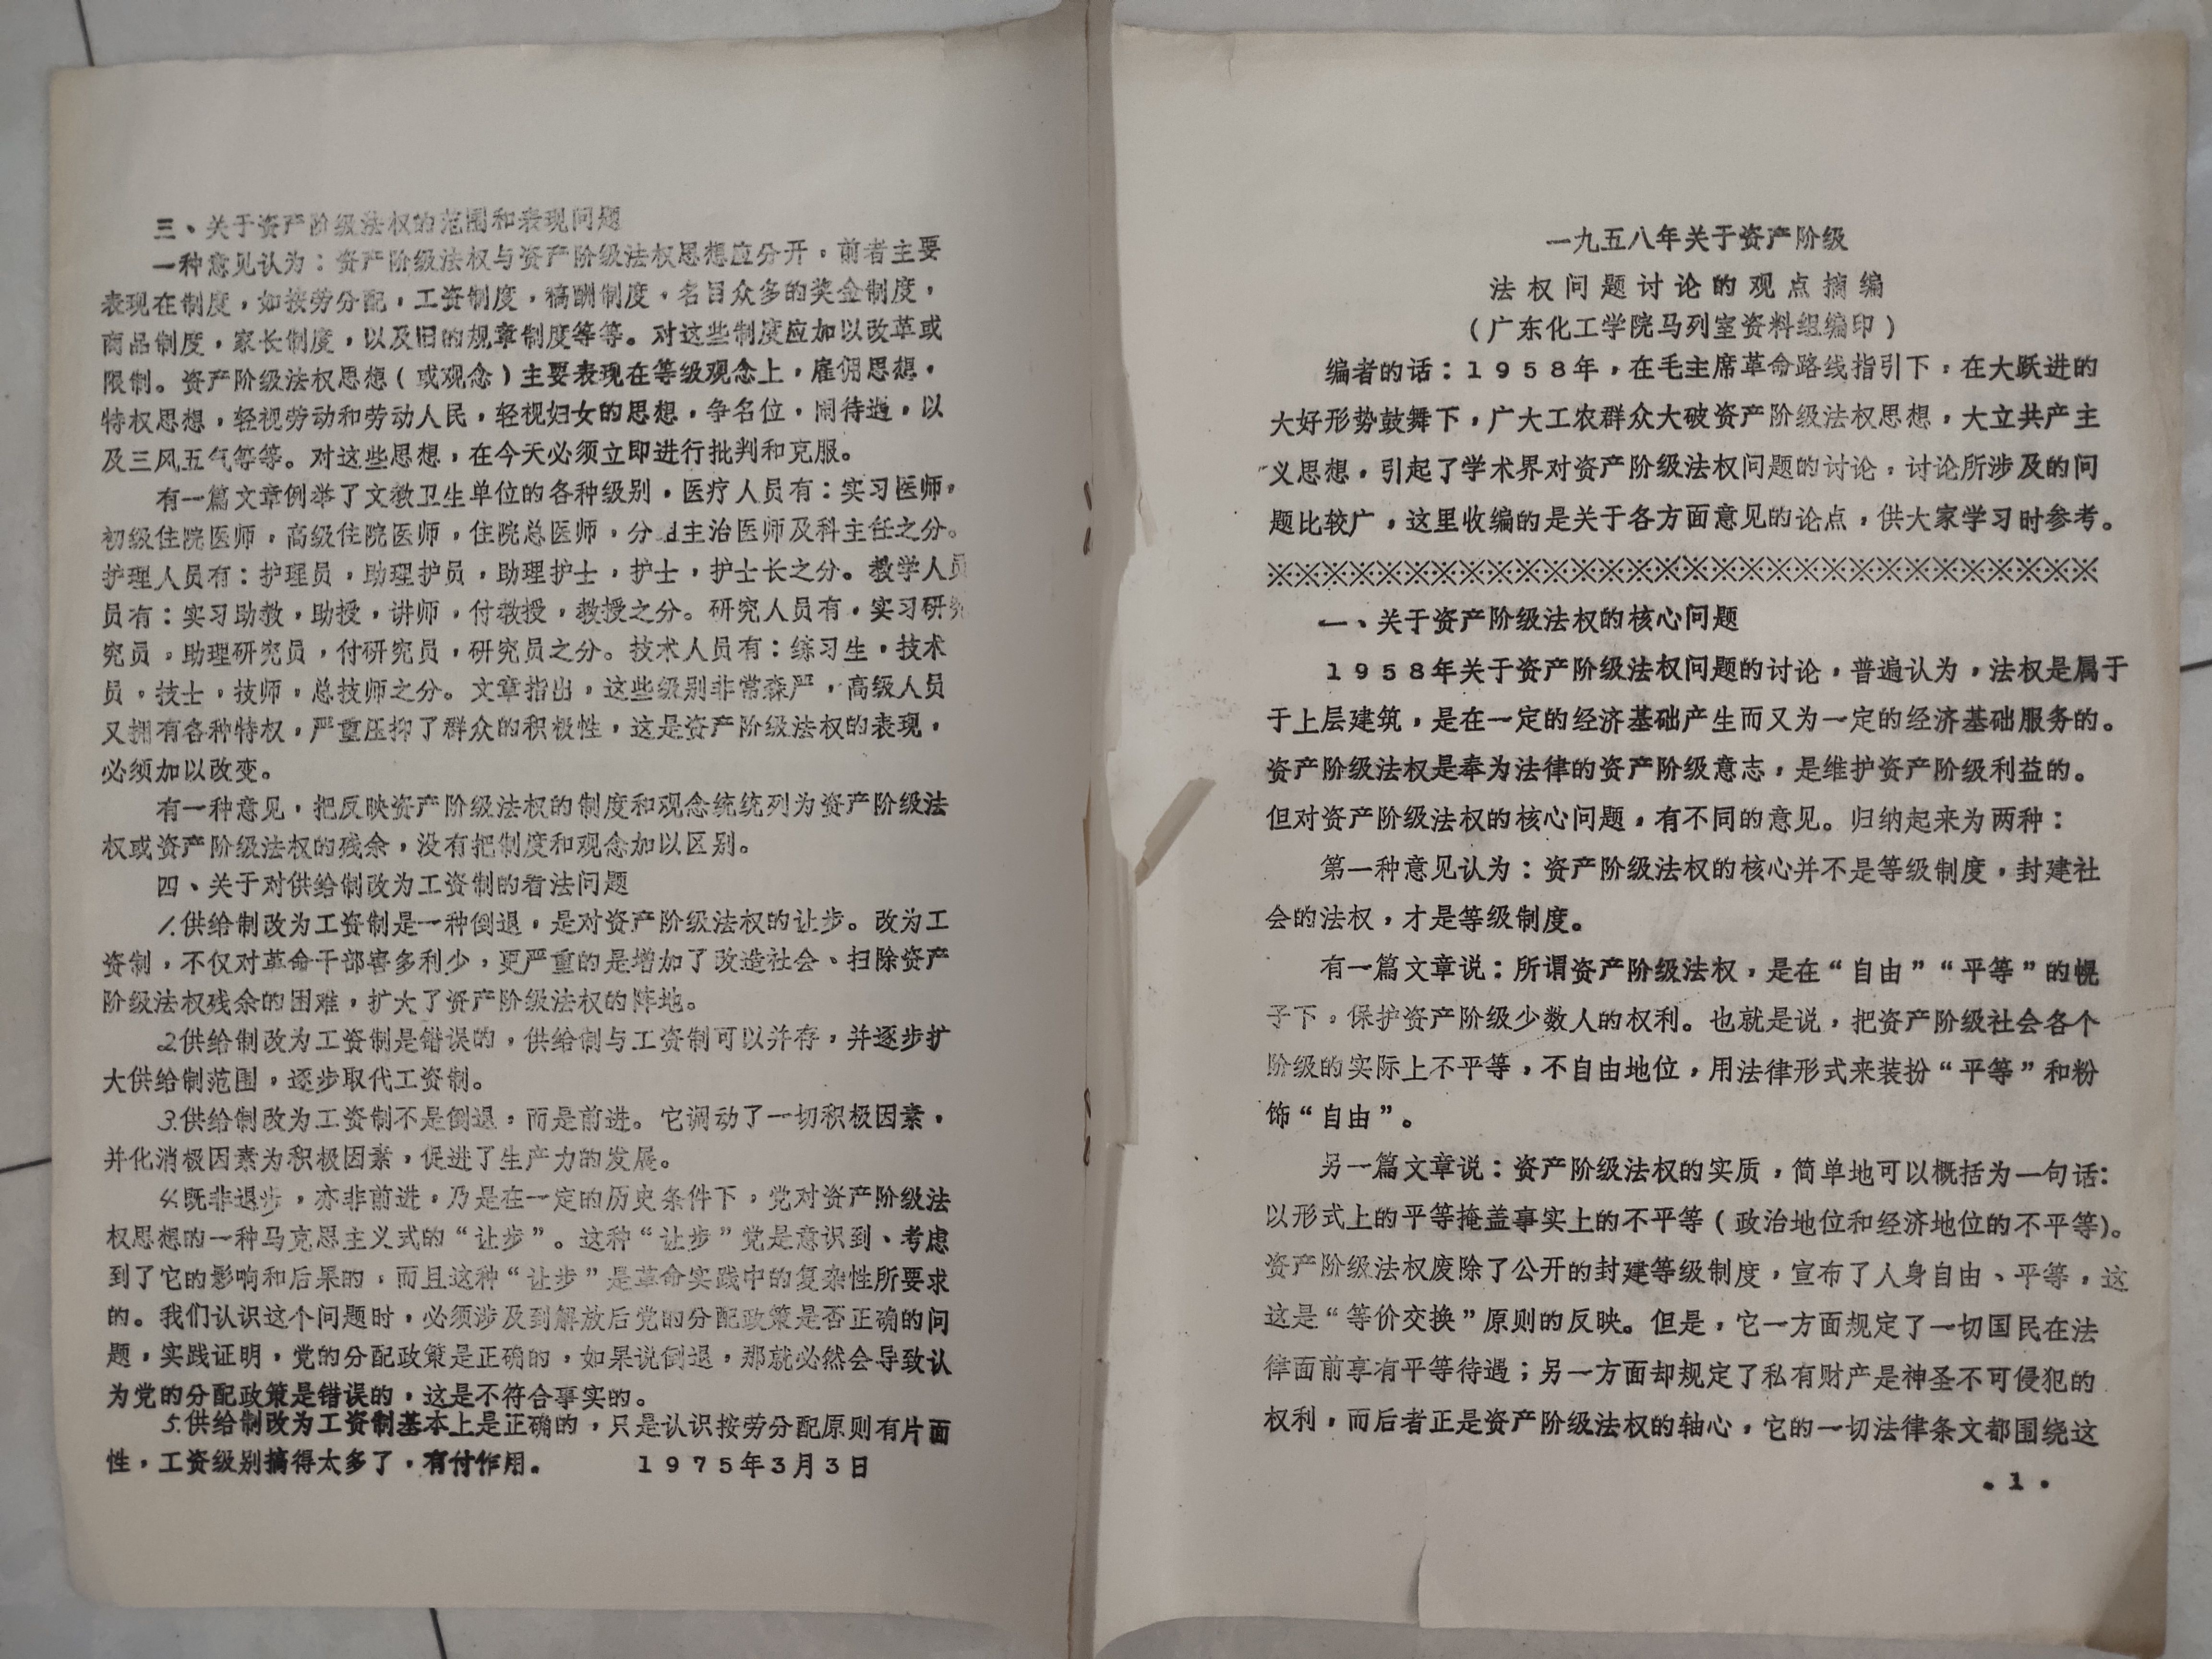 三、关于资产阶级法权的范围和表现问题
一种意见认为：资产阶级法权与资产阶级法权思想应分开，前者主要
表现在制度，如按劳分配，工资制度，稿酬制度，名目众多的奖金制度，
商品制度，家长制度，以及旧的规章制度等等。对这些制度应加以改革或
限制。资产阶级法权思想（或观念）主要表现在等级观念上，雇佣思想，
特权思想，轻视劳动和劳动人民，轻视妇女的思想，争名位，闹待遇，以
及三风五气等等。对这些思想，在今天必须立即进行批判和克服。
有一篇文章例举了文教卫生单位的各种级别，医疗人员有：实习医师，
初级住院医师，高级住院医师，住院总医师，分 主治医师及科主任之分。
护理人员有：护理员，助理护员，助理护士，护士，护士长之分。教学人员
员有：实习助教，助授，讲师，付教授，教授之分。研究人员有，实习研究
究员，助理研究员，付研究员，研究员之分。技术人员有：练习生，技术
员，技士，技师，总技师之分。文章指出，这些级别非常森严，高级人员
又拥有各种特权，严重压抑了群众的积极性，这是资产阶级法权的表现，
必须加以改变。
有一种意见，把反映资产阶级法权的制度和观念统统列为资产阶级法
权或资产阶级法权的残余，没有把制度和观念加以区别。
四、关于对供给制改为工资制的看法问题
1.供给制改为工资制是一种倒退，是对资产阶级法权的让步。改为工
资制，不仅对革命干部害多利少，更严重的是增加了改造社会、扫除资产
阶级法权残余的困难，扩大了资产阶级法权的阵地。
2供给制改为工资制是错误的，供给制与工资制可以并存，并逐步扩
大供给制范围，逐步取代工资制。
3.供给制改为工资制不是倒退，而是前进。它调动了一切积极因素，
并化消极因素为积极因素，促进了生产力的发展。
4.既非退步，亦非前进，乃是在一定的历史条件下，党对资产阶级法
权思想的一种马克思主义式的“让步”。这种“让步”党是意识到、考虑
到了它的影响和后果的，而且这种“让步”是革命实践中的复杂性所要求
的。我们认识这个问题时，必须涉及到解放后党的分配政策是否正确的问
题，实践证明，党的分配政策是正确的，如果说倒退，那就必然会导致认
为党的分配政策是错误的，这是不符合事实的。
5.供给制改为工资制基本上是正确的，只是认识按劳分配原则有片面
性，工资级别搞得太多了，有付作用。 1975年3月3日
一九五八年关于资产阶级
法权问题讨论的观点摘编
（广东化工学院马列室资料组编印）
编者的话：1958年，在毛主席革命路线指引下，在大跃进的
大好形势鼓舞下，广大工农群众大破资产阶级法权思想，大立共产主
义思想，引起了学术界对资产阶级法权问题的讨论，讨论所涉及的问
题比较广，这里收编的是关于各方面意见的论点，供大家学习时参考。
※※※※※※※※※※※※※※※※※※※※※※※※※※※※※※
一、关于资产阶级法权的核心问题
1958年关于资产阶级法权问题的讨论，普遍认为，法权是属于
于上层建筑，是在一定的经济基础产生而又为一定的经济基础服务的。
资产阶级法权是奉为法律的资产阶级意志，是维护资产阶级利益的。
但对资产阶级法权的核心问题，有不同的意见。归纳起来为两种：
第一种意见认为：资产阶级法权的核心并不是等级制度，封建社
会的法权，才是等级制度。
有一篇文章说：所谓资产阶级法权，是在“自由”“平等”的幌
子下，保护资产阶级少数人的权利。也就是说，把资产阶级社会各个
阶级的实际上不平等，不自由地位，用法律形式来装扮“平等”和粉
饰“自由”。
另一篇文章说：资产阶级法权的实质，简单地可以概括为一句话：
以形式上的平等掩盖事实上的不平等（政治地位和经济地位的不平等）。
资产阶级法权废除了公开的封建等级制度，宣布了人身自由、平等，这
这是“等价交换”原则的反映。但是，它一方面规定了一切国民在法
律面前享有平等待遇；另一方面却规定了私有财产是神圣不可侵犯的
权利，而后者正是资产阶级法权的轴心，它的一切法律条文都围绕这
·1·